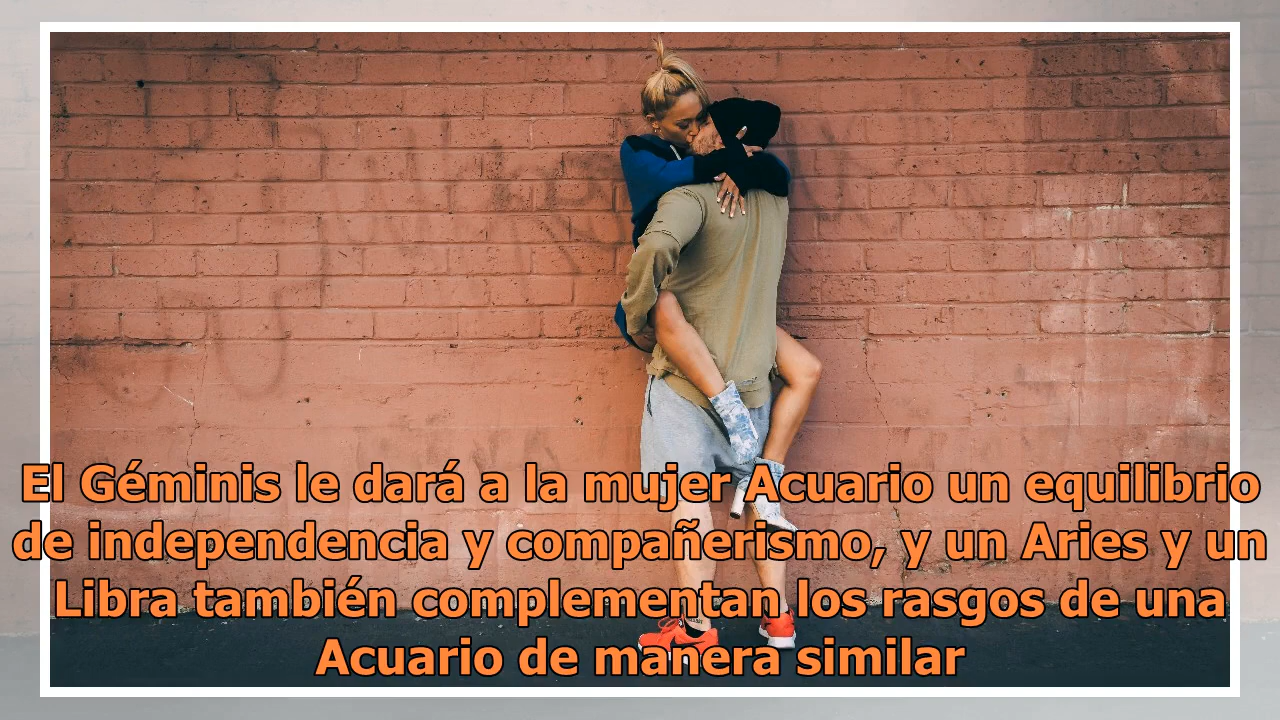 El Géminis le dará a la mujer Acuario un equilibrio
de independencia y compañerismo, y un Aries y un
Libra también complementan los rasgos de una
Acuario de manera similar